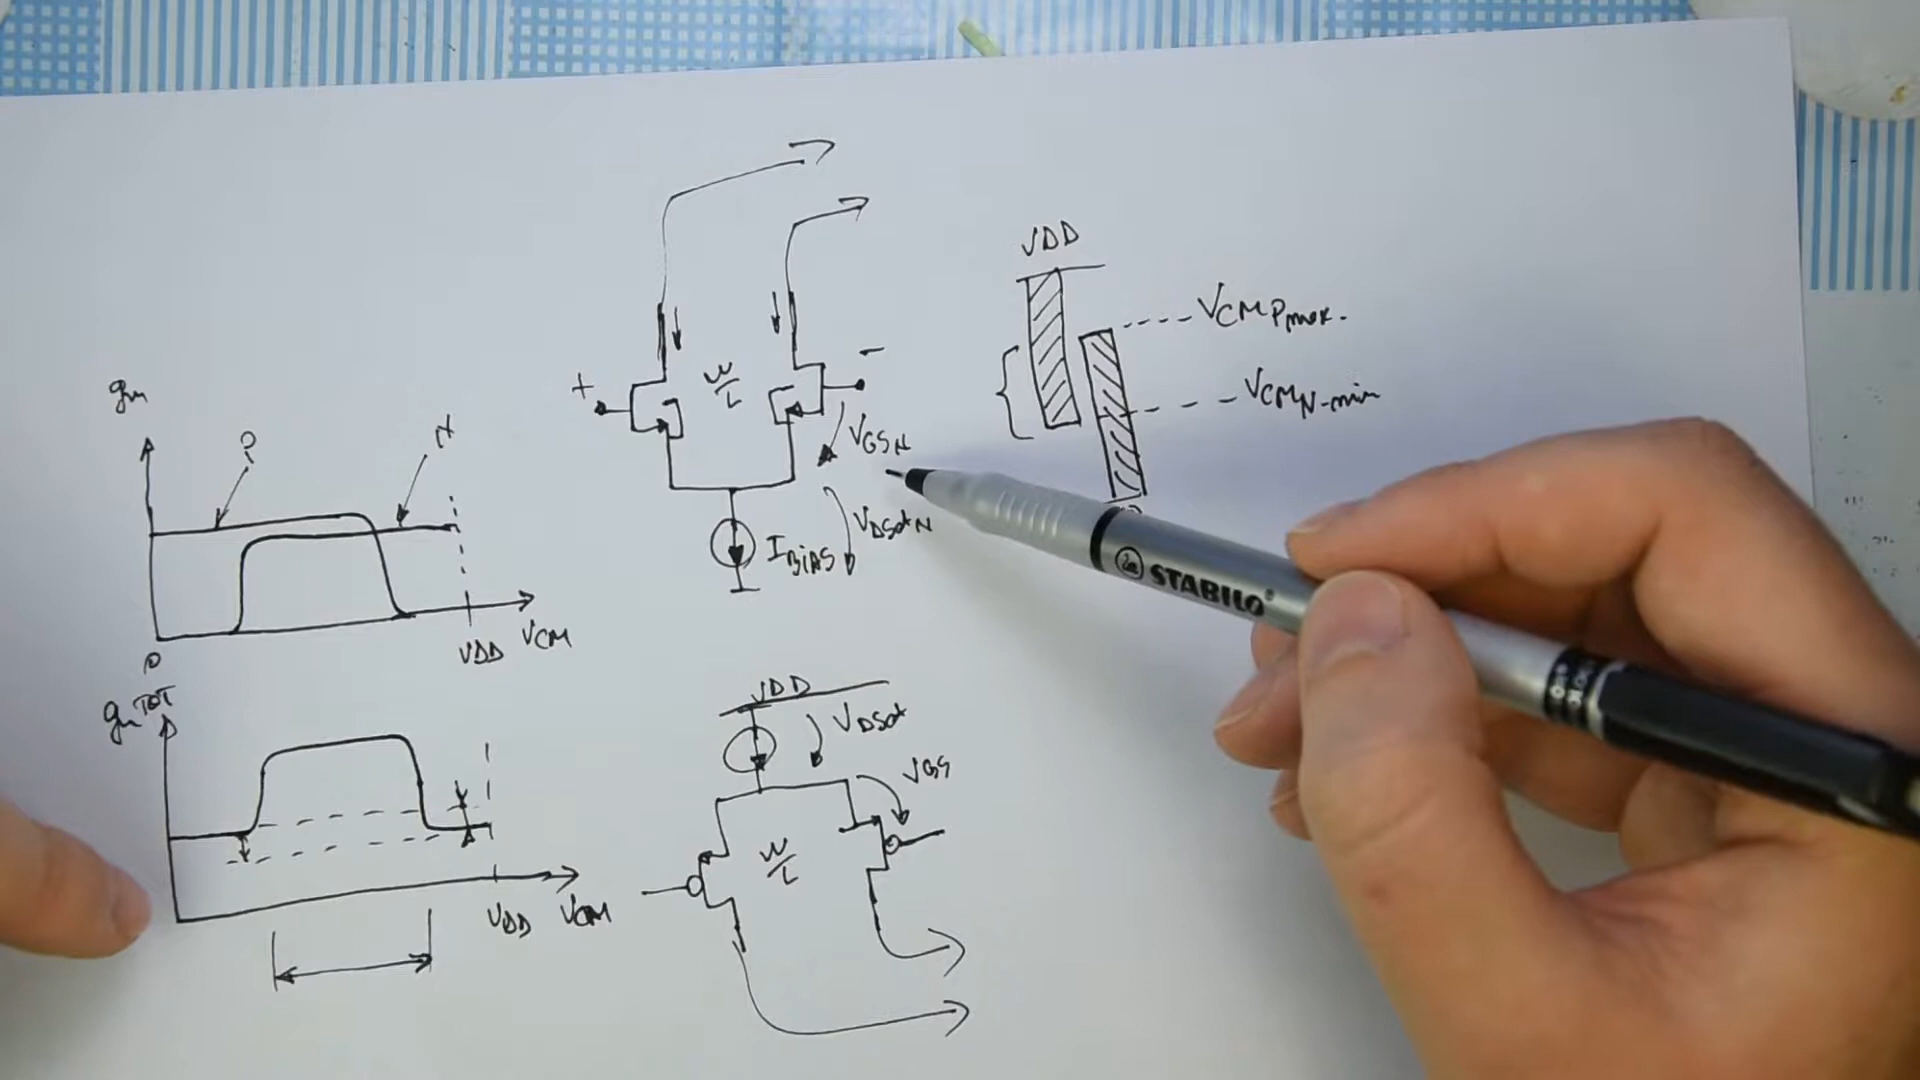 gm
P
N
0
VDD
VCM
gm TOT
VDD
VCM
+
W/L
-
VGSN
VDsatN
IBIAS
VDD
VDsat
VGS
W/L
VDD
VCMPmax.
VCMN-min
STABILO®